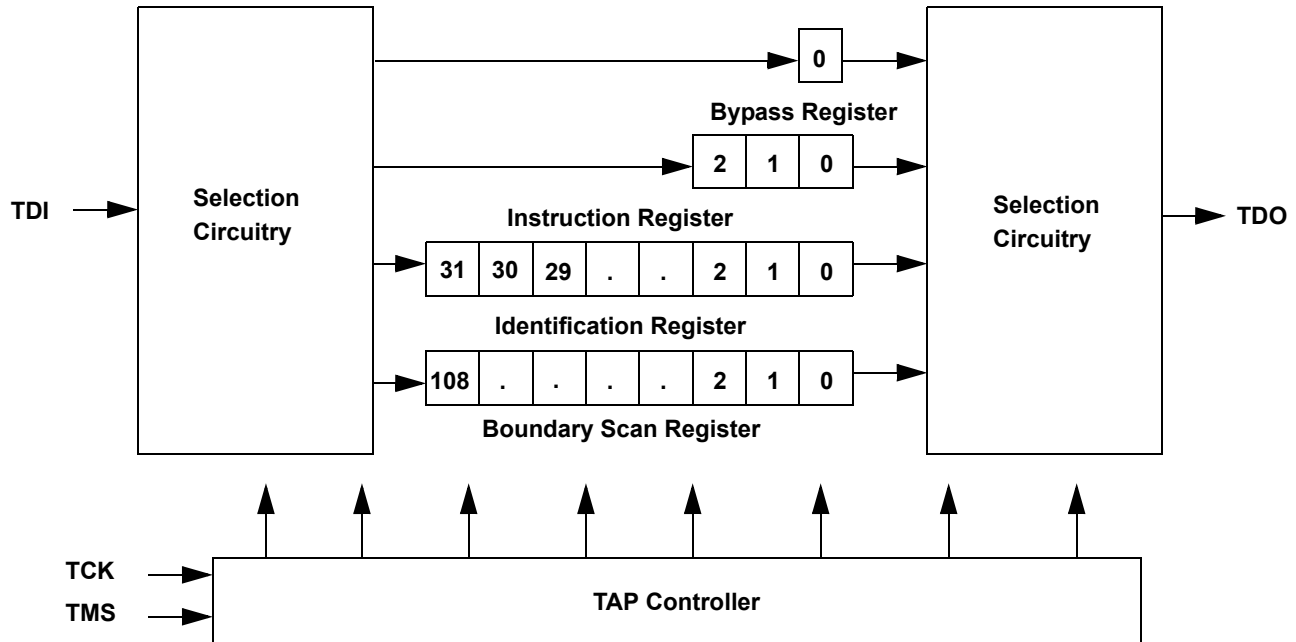 0
Bypass Register
2 1 0
TDI
Selection
Circuitry
Selection
Circuitry
TDO
Instruction Register
31 30 29 . . 2 1 0
Identification Register
108 . . . . 2 1 0
Boundary Scan Register
TCK
TMS
TAP Controller